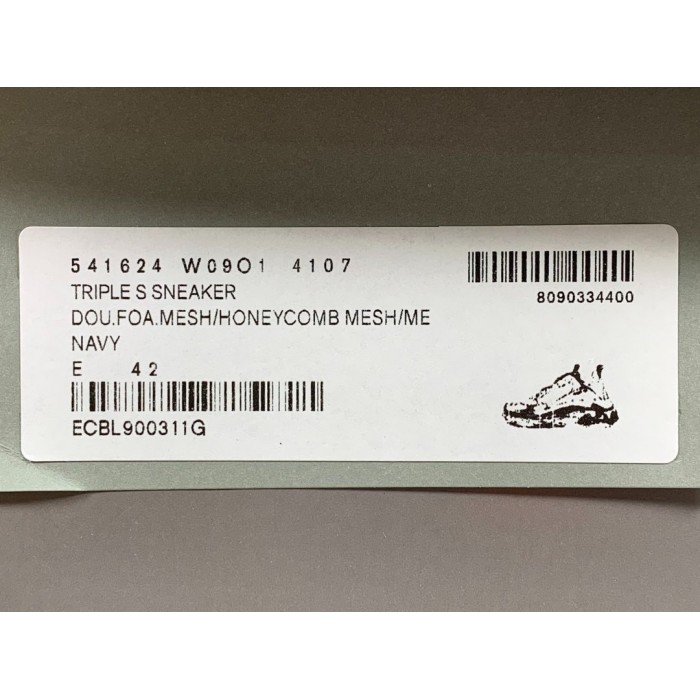 541624 W09O1 4107
TRIPLE S SNEAKER
DOU.FOA.MESH/HONEYCOMB MESH/ME
NAVY
E 42
ECBL900311G
8090334400